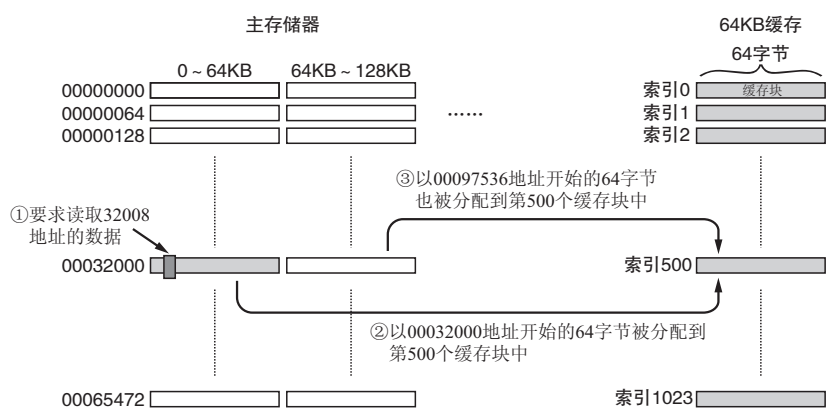 主存储器
64KB缓存
64字节
0～64KB
64KB～128KB
00000000
索引0
缓存块
00000064
……
索引1
00000128
索引2
③以00097536地址开始的64字节
也被分配到第500个缓存块中
①要求读取32008
地址的数据
00032000
索引500
②以00032000地址开始的64字节被分配到
第500个缓存块中
00065472
索引1023